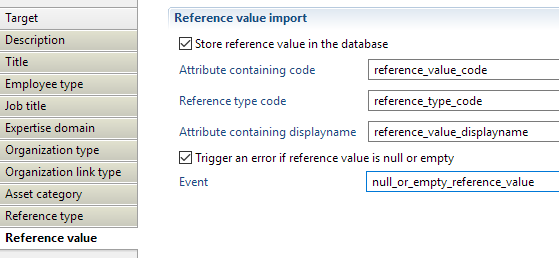 Target
Description
Title
Employee type
Job title
Expertise domain
Organization type
Organization link type
Asset category
Reference type
Reference value
Reference value import
Store reference value in the database
Attribute containing code
reference_value_code
Reference type code
reference_type_code
Attribute containing displayname
reference_value_displayname
Trigger an error if reference value is null or empty
Event
null_or_empty_reference_value